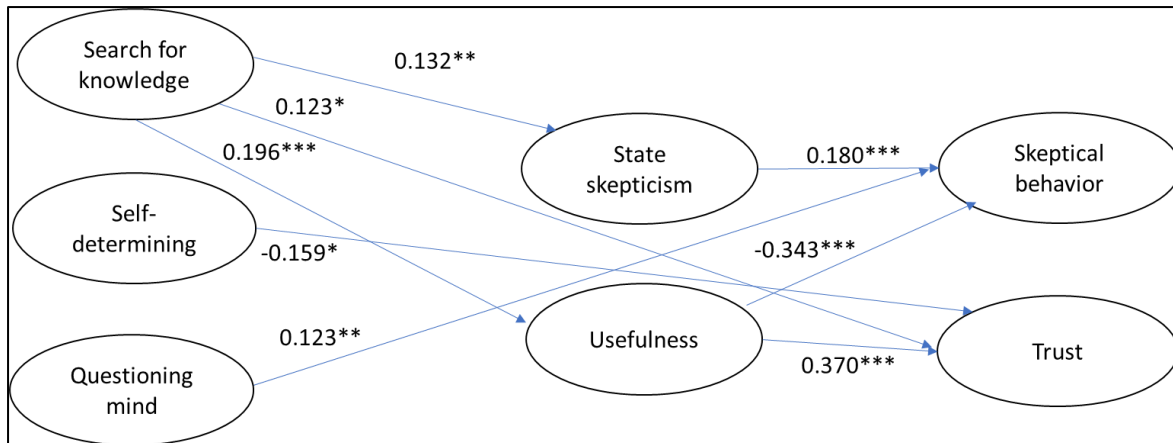 Search for
knowledge
0.132**
0.123*
0.196***
State
skepticism
0.180***
Skeptical
behavior
Self-
determining
-0.159*
-0.343***
Usefulness
0.370***
Trust
0.123**
Questioning
mind